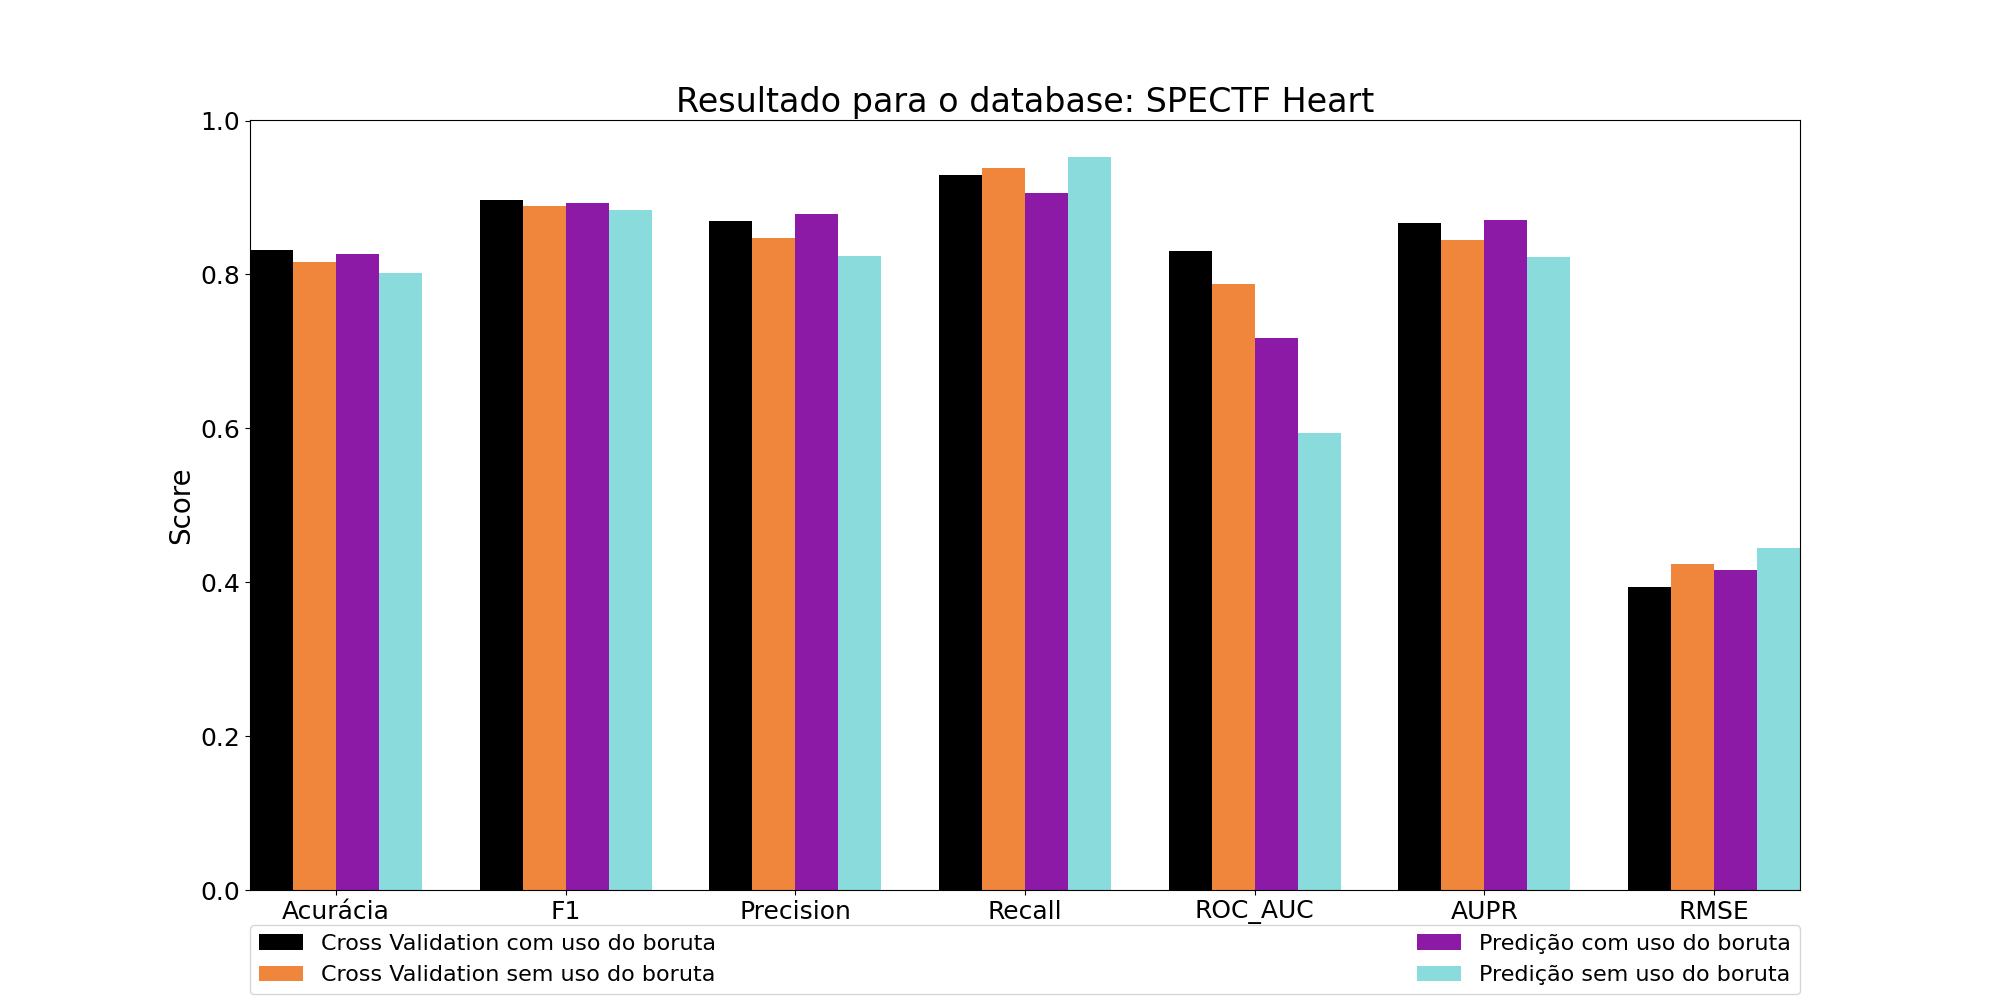 Resultado para o database: SPECTF Heart
1.0
0.8
0.6
0.4
0.2
0.0
Score
Acurácia F1 Precision Recall ROC_AUC AUPR RMSE
Cross Validation com uso do boruta
Cross Validation sem uso do boruta
Predição com uso do boruta
Predição sem uso do boruta